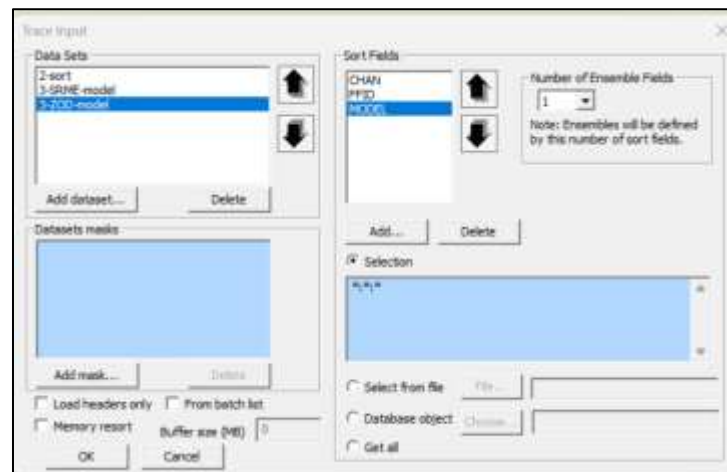 Trace Input
Data Sets
2-sort
3-SRME-model
3-ZOD-model
Add dataset...
Delete
Datasets masks
Add mask...
Delete
Load headers only
From batch list
Memory resort
Buffer size (MB)
0
OK
Cancel
Sort Fields
CHAN
FFID
MODEL
Number of Ensemble Fields
1
Note: Ensembles will be defined
by this number of sort fields.
Add...
Delete
Selection
*;*;*
Select from file
File...
Database object
Choose...
Get all